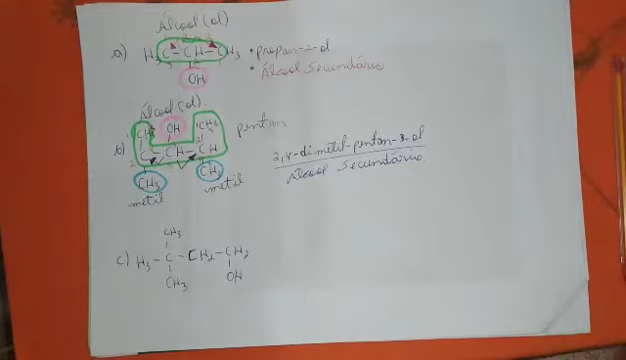 Álcool (ol)
a) H₃C - CH - CH₃ • propan-2-ol
OH • Álcool Secundário
Álcool (ol)
CH₃ OH CH₃ pentan
b) C - CH - CH 2,4-dimetil-pentan-3-ol
CH₃ CH₃ Álcool Secundário
metil metil
CH₃
c) H₃ - C - CH₂ - CH₂
CH₃ OH